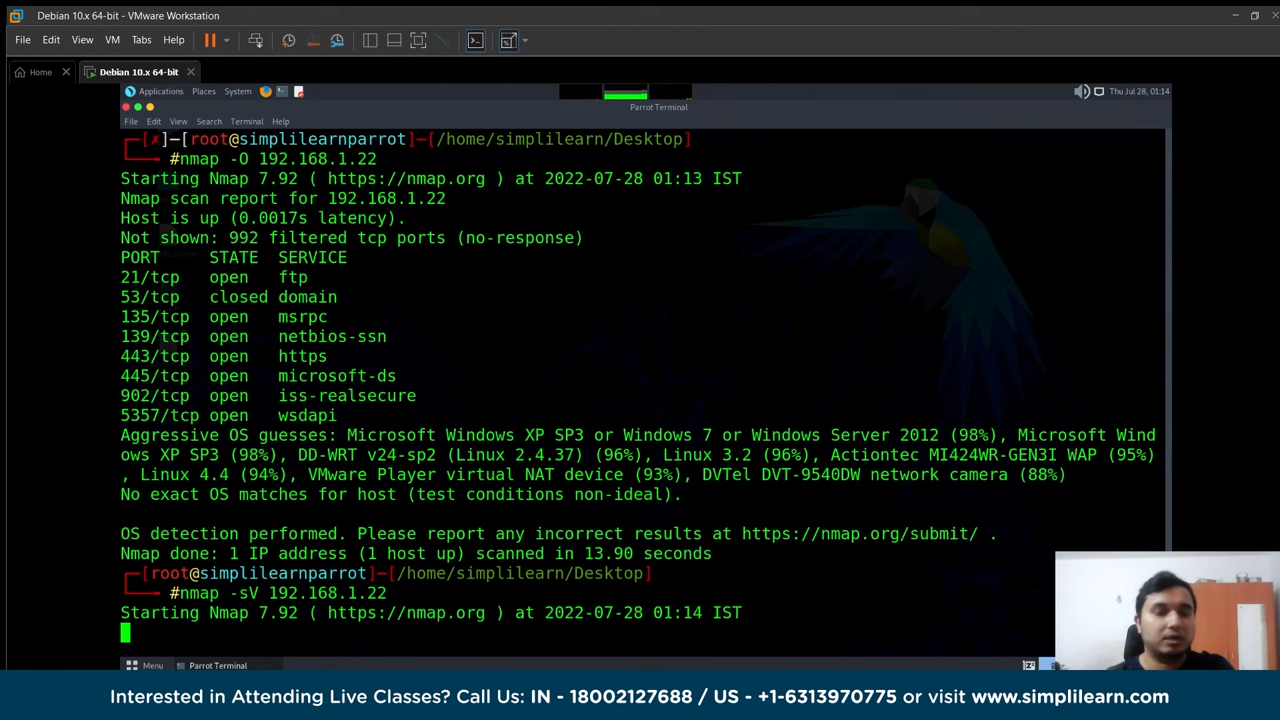 Debian 10.x 64-bit - VMware Workstation
File Edit View VM Tabs Help
Home Debian 10.x 64-bit
Applications Places System Thu Jul 28, 01:14
Parrot Terminal
File Edit View Search Terminal Help
┌─[✗]─[root@simplilearnparrot]─[/home/simplilearn/Desktop]
└──╼ #nmap -O 192.168.1.22
Starting Nmap 7.92 ( https://nmap.org ) at 2022-07-28 01:13 IST
Nmap scan report for 192.168.1.22
Host is up (0.0017s latency).
Not shown: 992 filtered tcp ports (no-response)
PORT STATE SERVICE
21/tcp open ftp
53/tcp closed domain
135/tcp open msrpc
139/tcp open netbios-ssn
443/tcp open https
445/tcp open microsoft-ds
902/tcp open iss-realsecure
5357/tcp open wsdapi
Aggressive OS guesses: Microsoft Windows XP SP3 or Windows 7 or Windows Server 2012 (98%), Microsoft Wind
ows XP SP3 (98%), DD-WRT v24-sp2 (Linux 2.4.37) (96%), Linux 3.2 (96%), Actiontec MI424WR-GEN3I WAP (95%)
, Linux 4.4 (94%), VMware Player virtual NAT device (93%), DVTel DVT-9540DW network camera (88%)
No exact OS matches for host (test conditions non-ideal).
OS detection performed. Please report any incorrect results at https://nmap.org/submit/ .
Nmap done: 1 IP address (1 host up) scanned in 13.90 seconds
┌─[root@simplilearnparrot]─[/home/simplilearn/Desktop]
└──╼ #nmap -sV 192.168.1.22
Starting Nmap 7.92 ( https://nmap.org ) at 2022-07-28 01:14 IST
Menu Parrot Terminal
Interested in Attending Live Classes? Call Us: IN - 18002127688 / US - +1-6313970775 or visit www.simplilearn.com